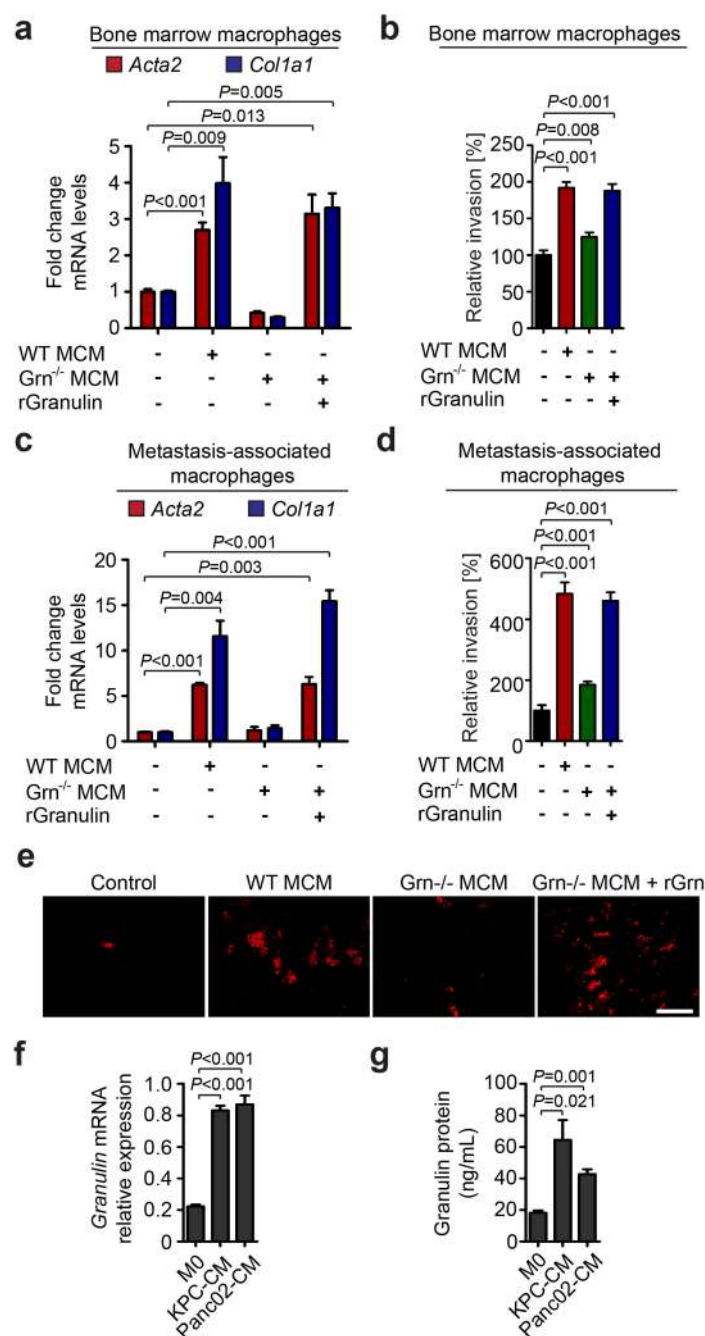 a
Bone marrow macrophages
Acta2 Col1a1
P=0.005
P=0.013
P=0.009
P<0.001
Fold change
mRNA levels
5
4
3
2
1
0
WT MCM - + - -
Grn-/- MCM - - + +
rGranulin - - - +
b
Bone marrow macrophages
P<0.001
P=0.008
P<0.001
Relative invasion [%]
250
200
150
100
50
0
WT MCM - + - -
Grn-/- MCM - - + +
rGranulin - - - +
c
Metastasis-associated
macrophages
Acta2 Col1a1
P<0.001
P=0.003
P=0.004
P<0.001
Fold change
mRNA levels
20
15
10
5
0
WT MCM - + - -
Grn-/- MCM - - + +
rGranulin - - - +
d
Metastasis-associated
macrophages
P<0.001
P<0.001
P<0.001
Relative invasion [%]
600
400
200
0
WT MCM - + - -
Grn-/- MCM - - + +
rGranulin - - - +
e
Control WT MCM Grn-/- MCM Grn-/- MCM + rGrn
f
P<0.001
P<0.001
Granulin mRNA
relative expression
1.0
0.8
0.6
0.4
0.2
0
M0
KPC-CM
Panc02-CM
g
P=0.001
P=0.021
Granulin protein
(ng/mL)
100
80
60
40
20
0
M0
KPC-CM
Panc02-CM